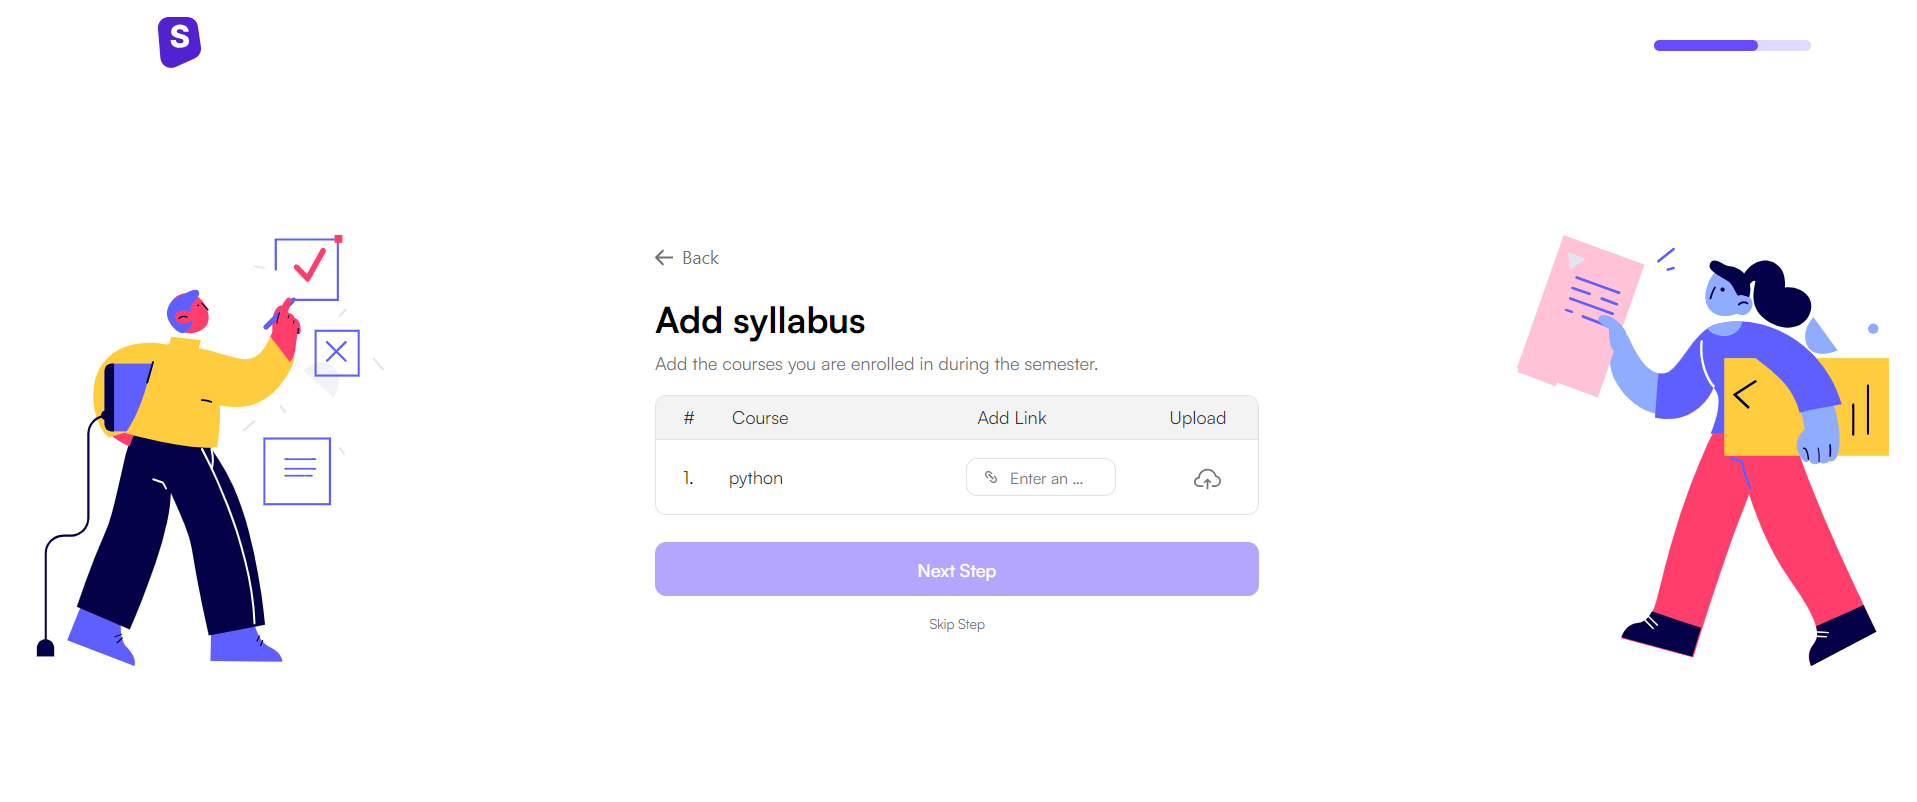 S
Back
Add syllabus
Add the courses you are enrolled in during the semester.
# Course Add Link Upload
1. python Enter an ...
Next Step
Skip Step